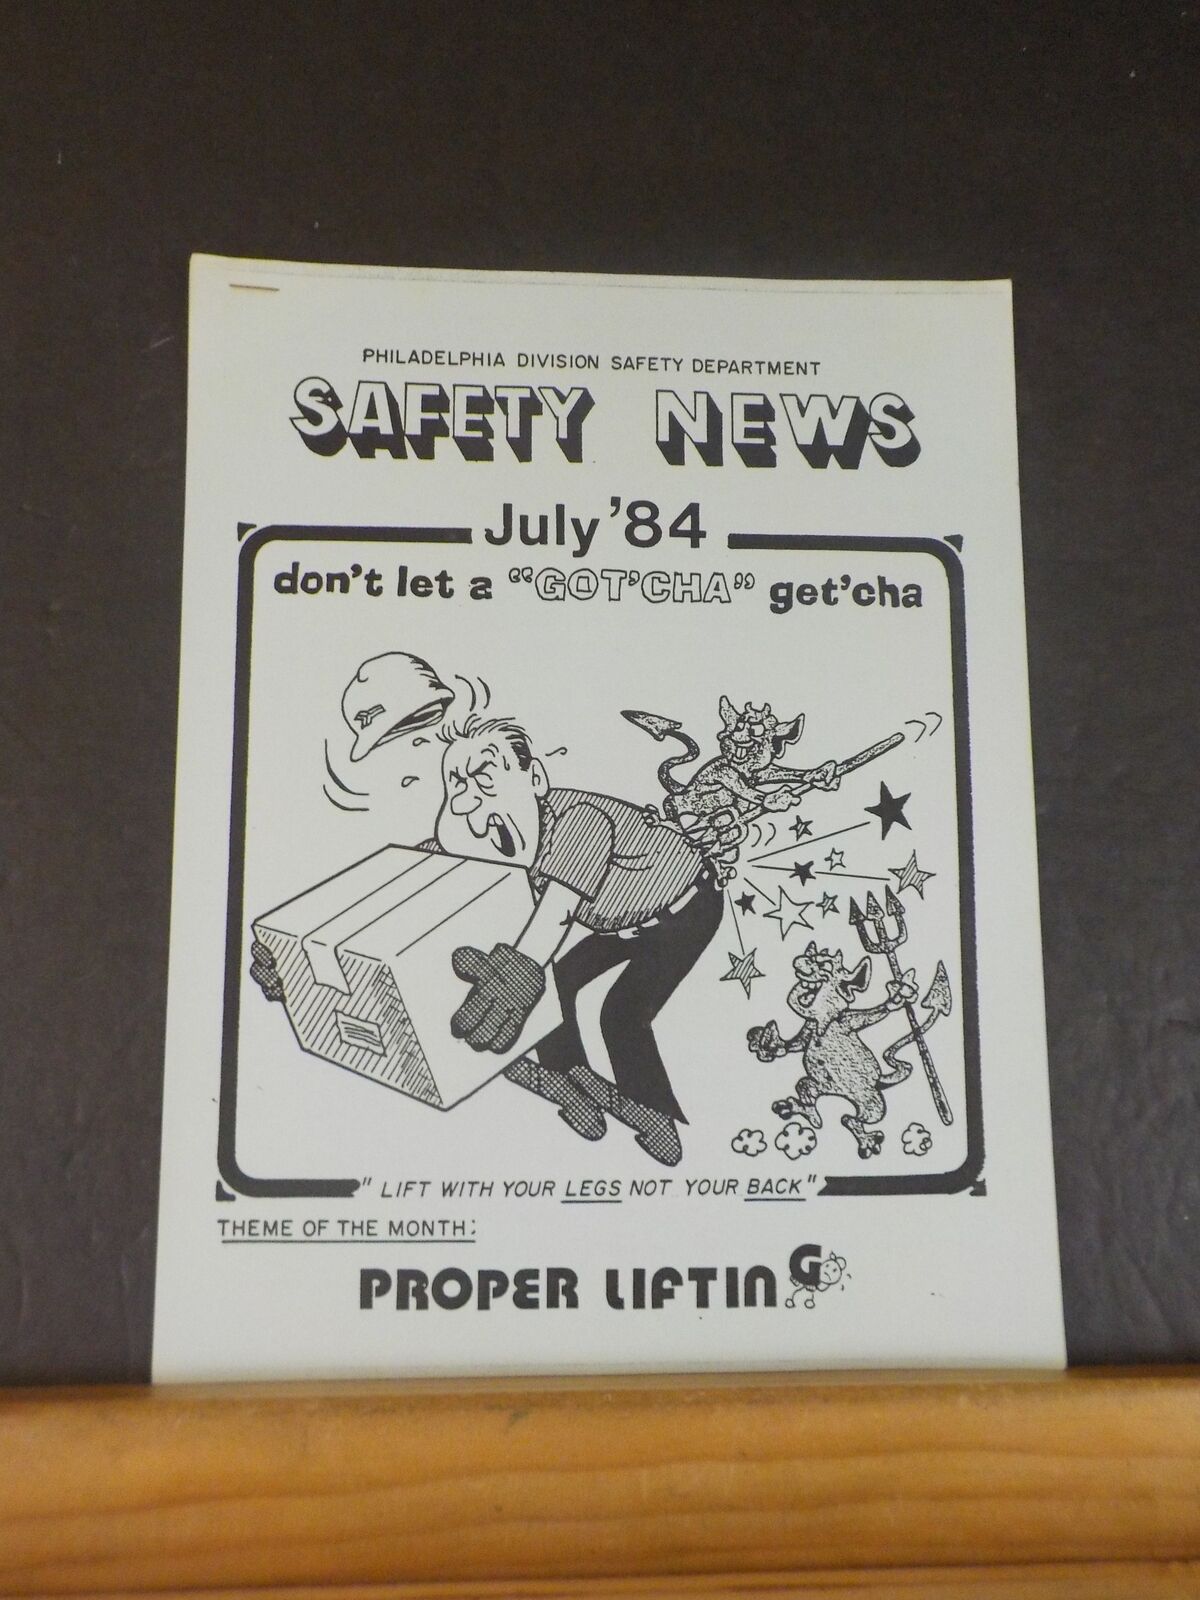 PHILADELPHIA DIVISION SAFETY DEPARTMENT
SAFETY NEWS
July '84
don't let a "GOT'CHA" get'cha
" LIFT WITH YOUR LEGS NOT YOUR BACK "
THEME OF THE MONTH:
PROPER LIFTING